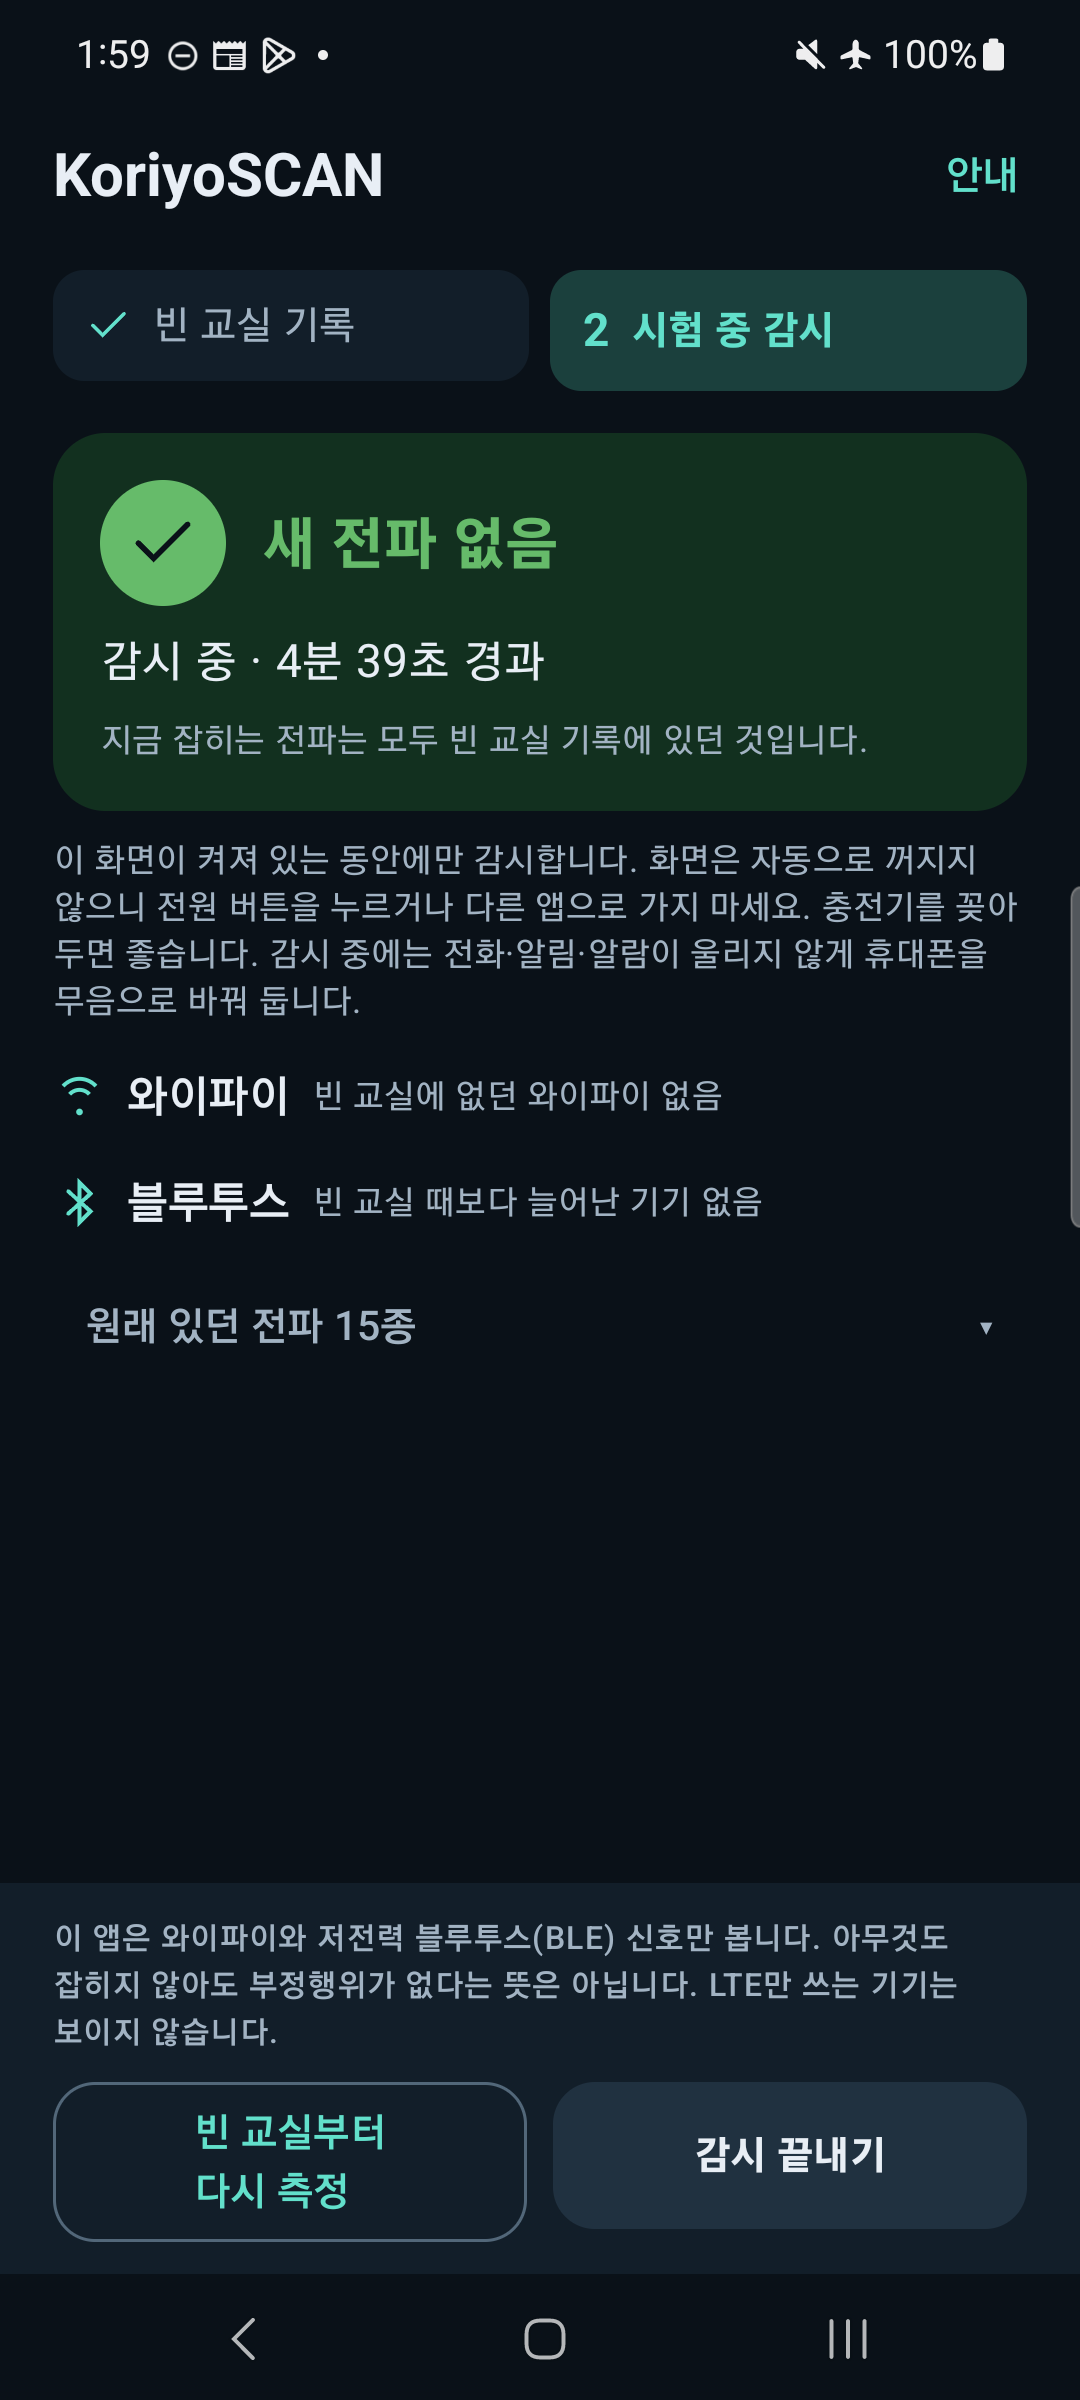 1:59
100%
KoriyoSCAN
안내
빈 교실 기록
2 시험 중 감시
새 전파 없음
감시 중 · 4분 39초 경과
지금 잡히는 전파는 모두 빈 교실 기록에 있던 것입니다.
이 화면이 켜져 있는 동안에만 감시합니다. 화면은 자동으로 꺼지지
않으니 전원 버튼을 누르거나 다른 앱으로 가지 마세요. 충전기를 꽂아
두면 좋습니다. 감시 중에는 전화·알림·알람이 울리지 않게 휴대폰을
무음으로 바꿔 둡니다.
와이파이 빈 교실에 없던 와이파이 없음
블루투스 빈 교실 때보다 늘어난 기기 없음
원래 있던 전파 15종
이 앱은 와이파이와 저전력 블루투스(BLE) 신호만 봅니다. 아무것도
잡히지 않아도 부정행위가 없다는 뜻은 아닙니다. LTE만 쓰는 기기는
보이지 않습니다.
빈 교실부터
다시 측정
감시 끝내기